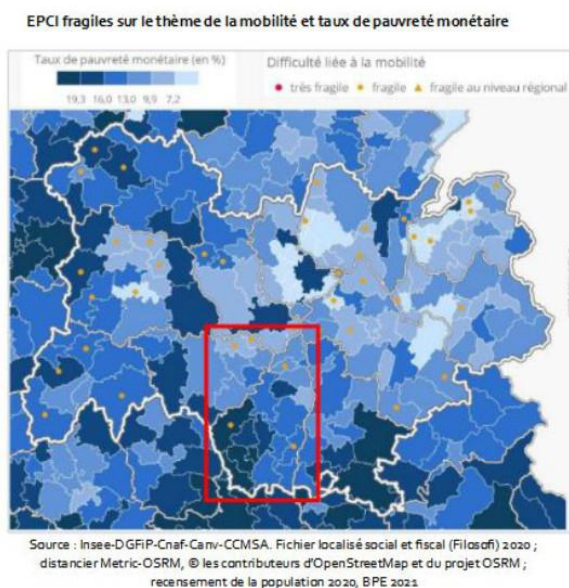 EPCI fragiles sur le thème de la mobilité et taux de pauvreté monétaire
Taux de pauvreté monétaire (en %)
19,3 16,0 13,0 9,9 7,2
Difficulté liée à la mobilité
très fragile fragile fragile au niveau régional
Source : Insee-DGFiP-Cnaf-Cnav-CCMSA. Fichier localisé social et fiscal (Filosofi) 2020 ;
distancier Metric-OSRM, © les contributeurs d'OpenStreetMap et du projet OSRM ;
recensement de la population 2020, BPE 2021